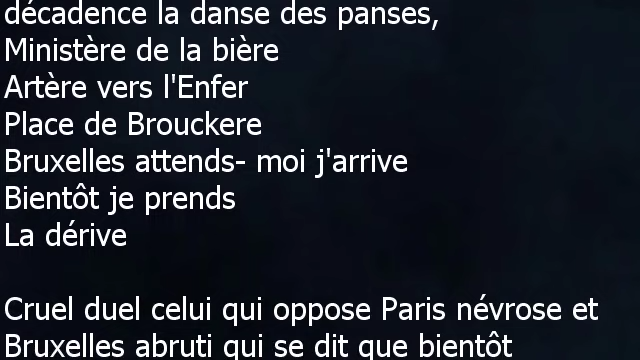 décadence la danse des panses,
Ministère de la bière
Artère vers l'Enfer
Place de Brouckere
Bruxelles attends- moi j'arrive
Bientôt je prends
La dérive
Cruel duel celui qui oppose Paris névrose et
Bruxelles abruti qui se dit que bientôt